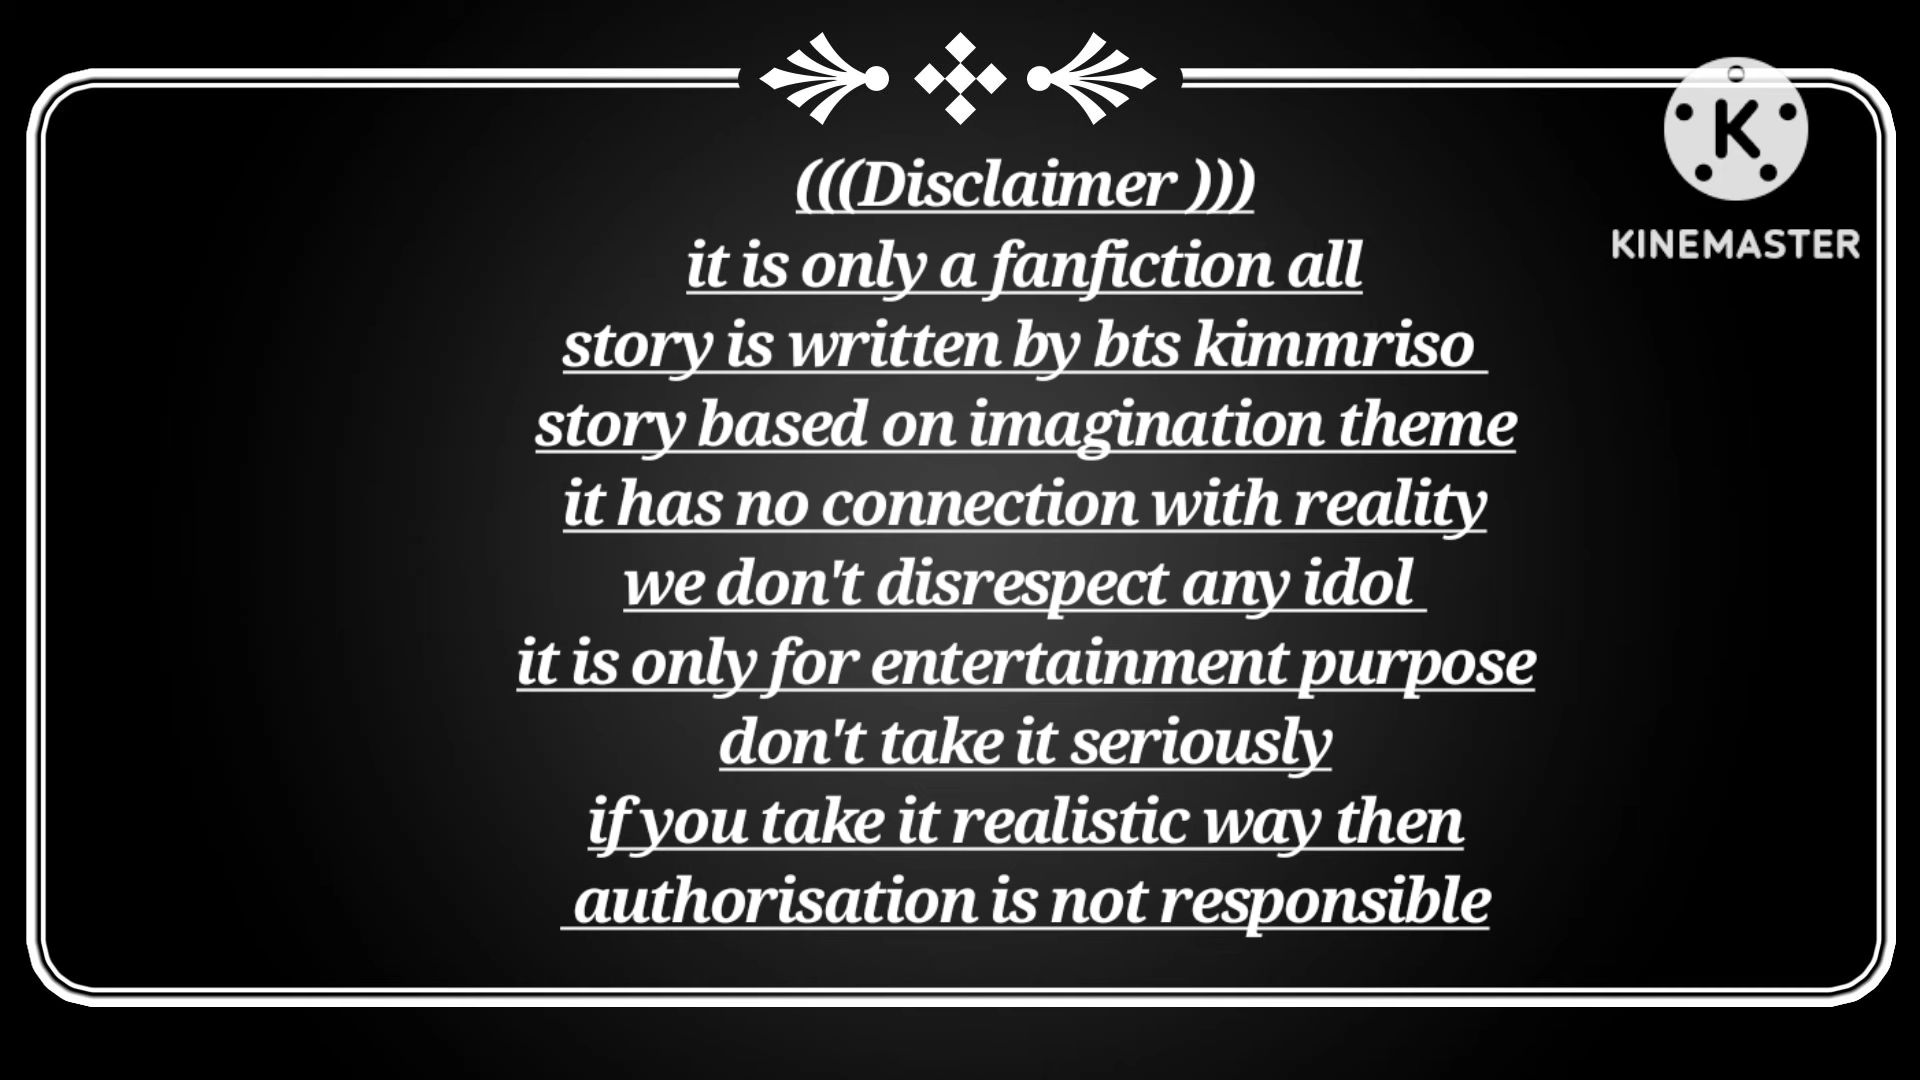 (((Disclaimer )))
it is only a fanfiction all
story is written by bts kimmriso
story based on imagination theme
it has no connection with reality
we don't disrespect any idol
it is only for entertainment purpose
don't take it seriously
if you take it realistic way then
authorisation is not responsible
K
KINEMASTER